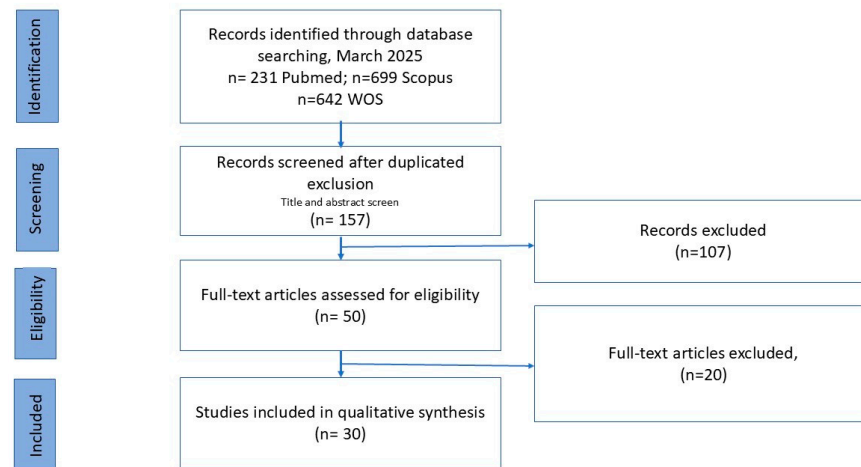 Identification
Records identified through database
searching, March 2025
n= 231 Pubmed; n=699 Scopus
n=642 WOS
Screening
Records screened after duplicated
exclusion
Title and abstract screen
(n= 157)
Records excluded
(n=107)
Eligibility
Full-text articles assessed for eligibility
(n= 50)
Full-text articles excluded,
(n=20)
Included
Studies included in qualitative synthesis
(n= 30)